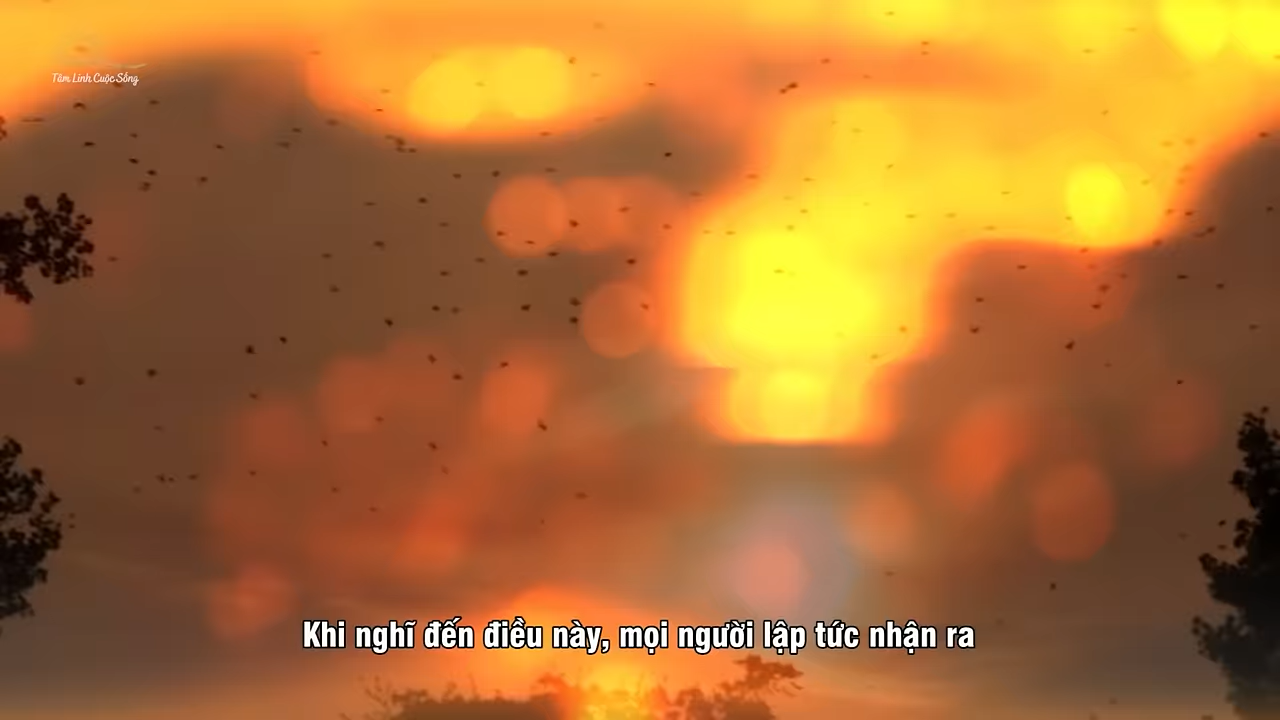 Tâm Linh Cuộc Sống
Khi nghĩ đến điều này, mọi người lập tức nhận ra